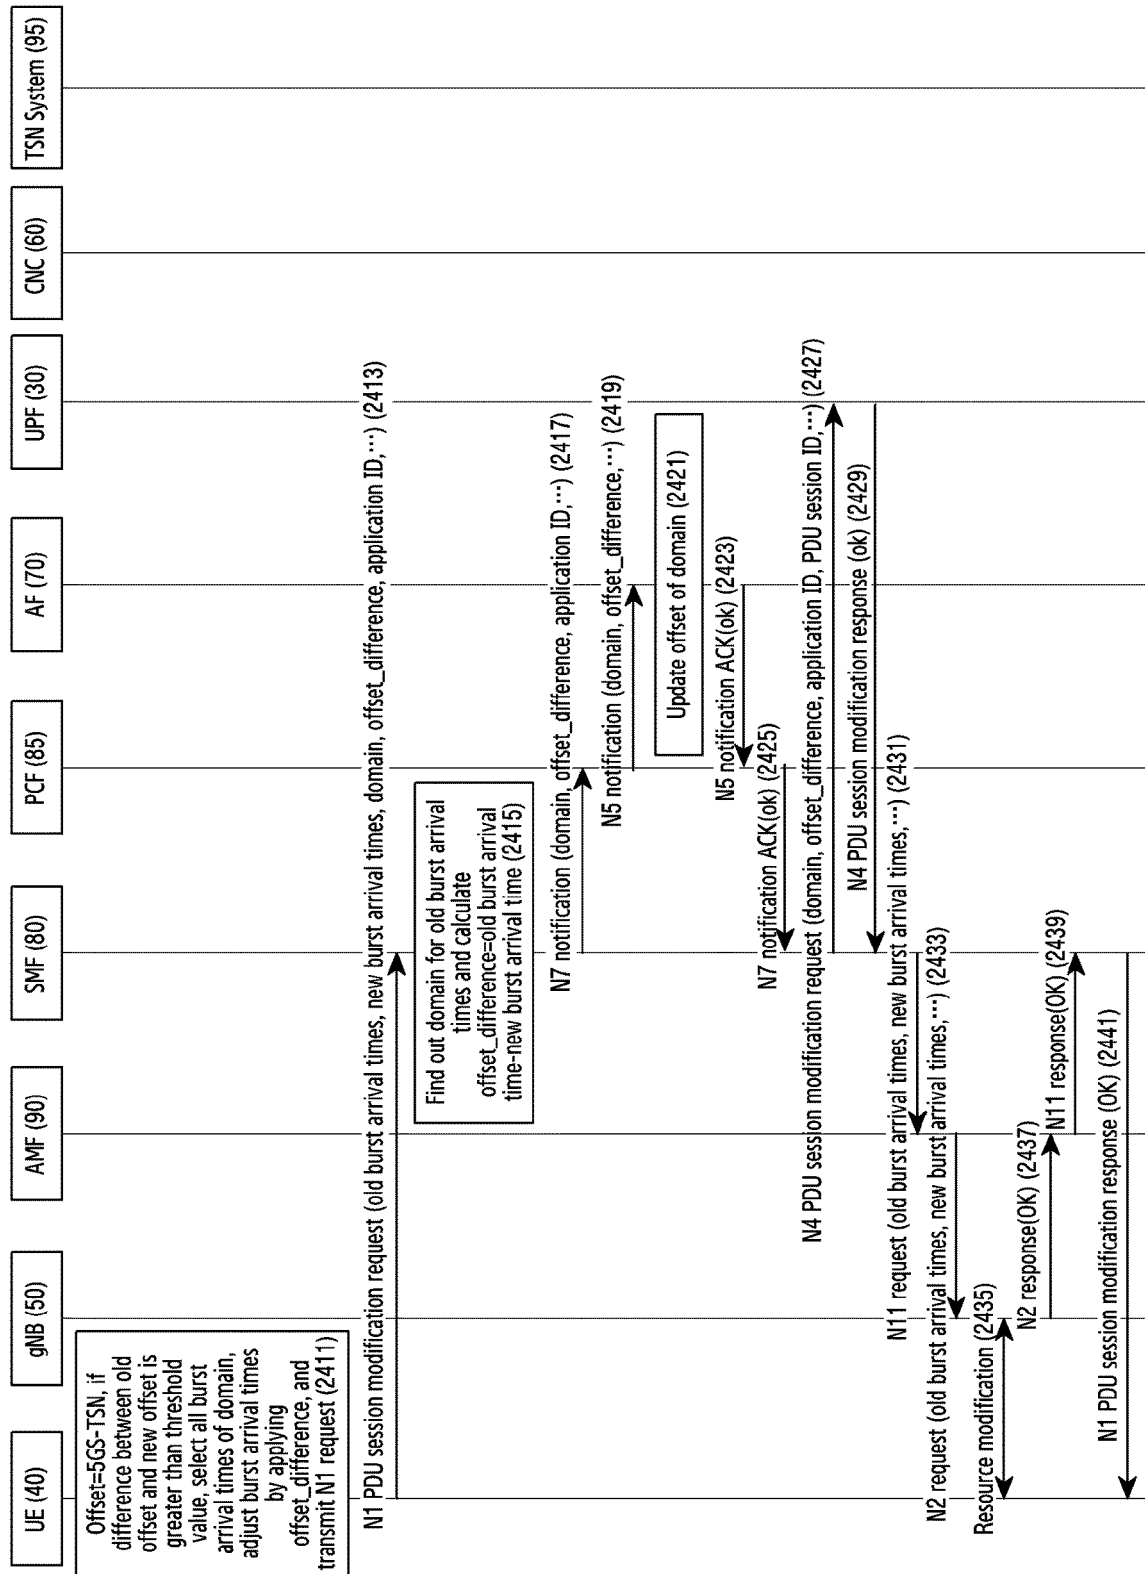 UE (40)
gNB (50)
AMF (90)
SMF (80)
PCF (85)
AF (70)
UPF (30)
CNC (60)
TSN System (95)
Offset=5GS-TSN, if
difference between old
offset and new offset is
greater than threshold
value, select all burst
arrival times of domain,
adjust burst arrival times
by applying
offset_difference, and
transmit N1 request (2411)
N1 PDU session modification request (old burst arrival times, new burst arrival times, domain, offset_difference, application ID,···) (2413)
Find out domain for old burst arrival
times and calculate
offset_difference=old burst arrival
time-new burst arrival time (2415)
N7 notification (domain, offset_difference, application ID,···) (2417)
N5 notification (domain, offset_difference,···) (2419)
Update offset of domain (2421)
N5 notification ACK(ok) (2423)
N7 notification ACK(ok) (2425)
N4 PDU session modification request (domain, offset_difference, application ID, PDU session ID,···) (2427)
N4 PDU session modification response (ok) (2429)
N11 request (old burst arrival times, new burst arrival times,···) (2431)
N2 request (old burst arrival times, new burst arrival times,···) (2433)
Resource modification (2435)
N2 response(OK) (2437)
N11 response(OK) (2439)
N1 PDU session modification response (OK) (2441)